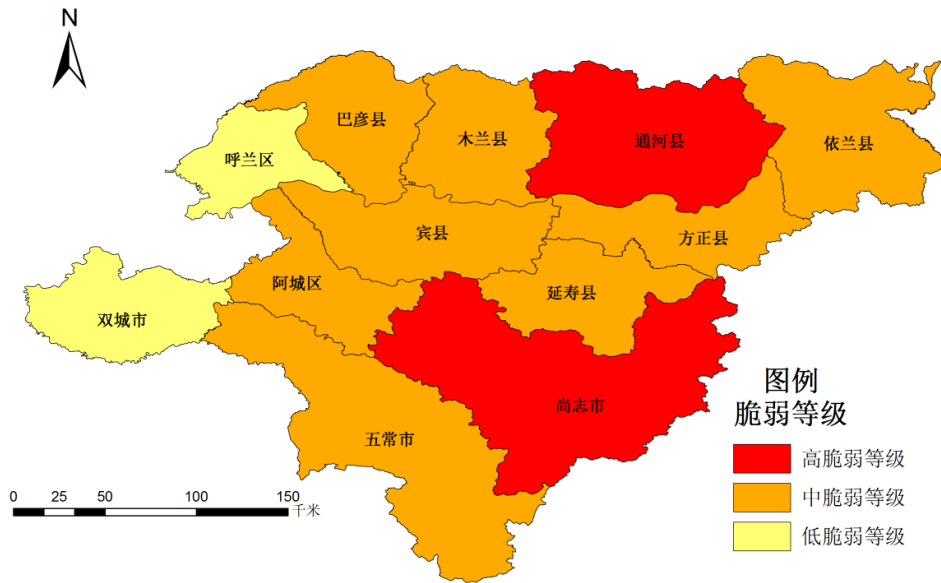 N
巴彦县
木兰县
通河县
依兰县
呼兰区
宾县
方正县
阿城区
延寿县
双城市
尚志市
五常市
图例
脆弱等级
高脆弱等级
中脆弱等级
低脆弱等级
0 25 50 100 150
千米